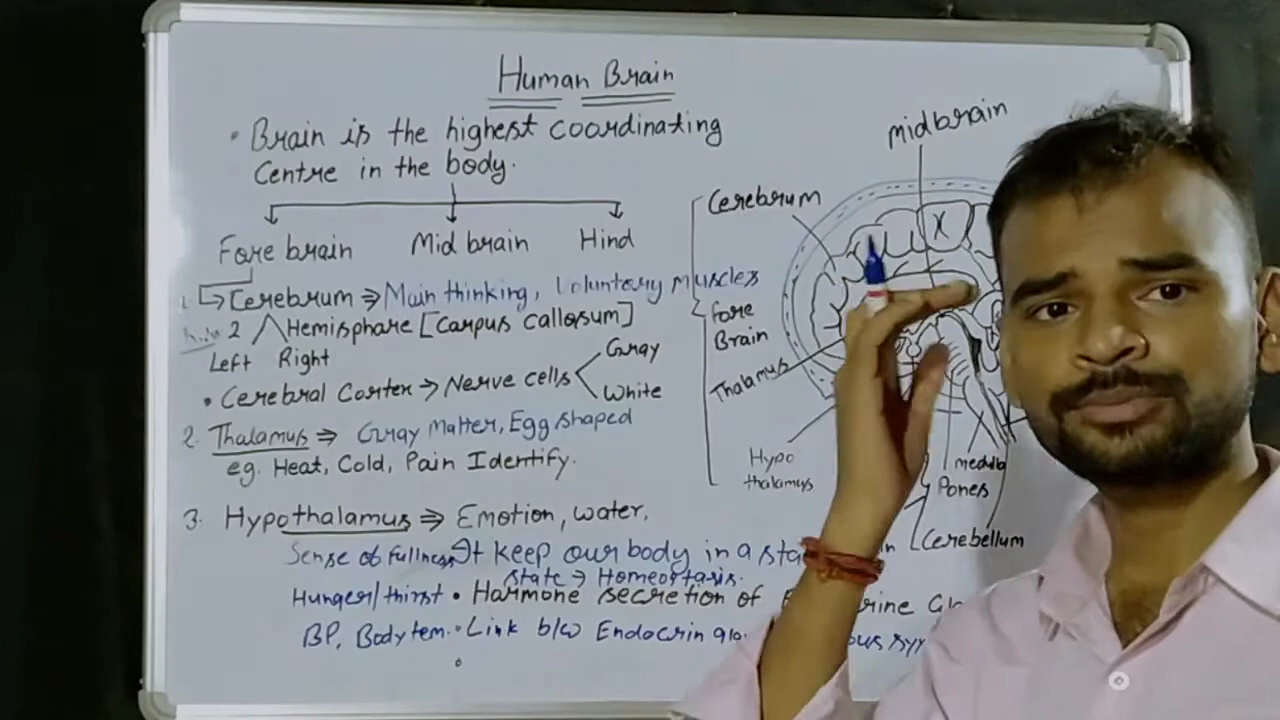 Human Brain
• Brain is the highest coordinating
Centre in the body.
Fore brain Mid brain Hind
1. Cerebrum ⇒ Main thinking, Voluntary muscles
2 Hemisphare [Carpus callosum]
Left Right
• Cerebral Cortex → Nerve cells
Gray
White
2. Thalamus ⇒ Gray Matter, Egg shaped
eg. Heat, Cold, Pain Identify.
3. Hypothalamus ⇒ Emotion, water,
Sense of fullness It keep our body in a
state → Homeostasis.
Hunger/thirst • Harmone secretion of
BP, Body tem. • Link b/w Endocrin
midbrain
Cerebrum
X
Fore
Brain
Thalamus
Hypo
thalamus
medulla
Pones
Cerebellum